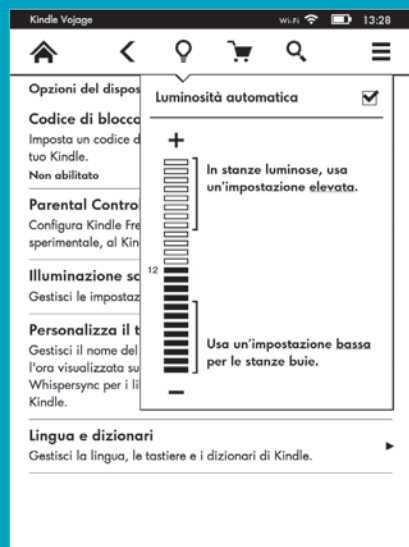 Kindle Vojage
Wi-Fi
13:28
Opzioni del dispos
Luminosità automatica
Codice di blocco
Imposta un codice d
tuo Kindle.
Non abilitato
+
In stanze luminose, usa
un'impostazione elevata.
Parental Contro
Configura Kindle Fre
sperimentale, al Kin
Illuminazione sc
Gestisci le impostaz
12
Personalizza il t
Gestisci il nome del
l'ora visualizzata su
Whispersync per i li
Kindle.
Usa un'impostazione bassa
per le stanze buie.
−
Lingua e dizionari
Gestisci la lingua, le tastiere e i dizionari di Kindle.